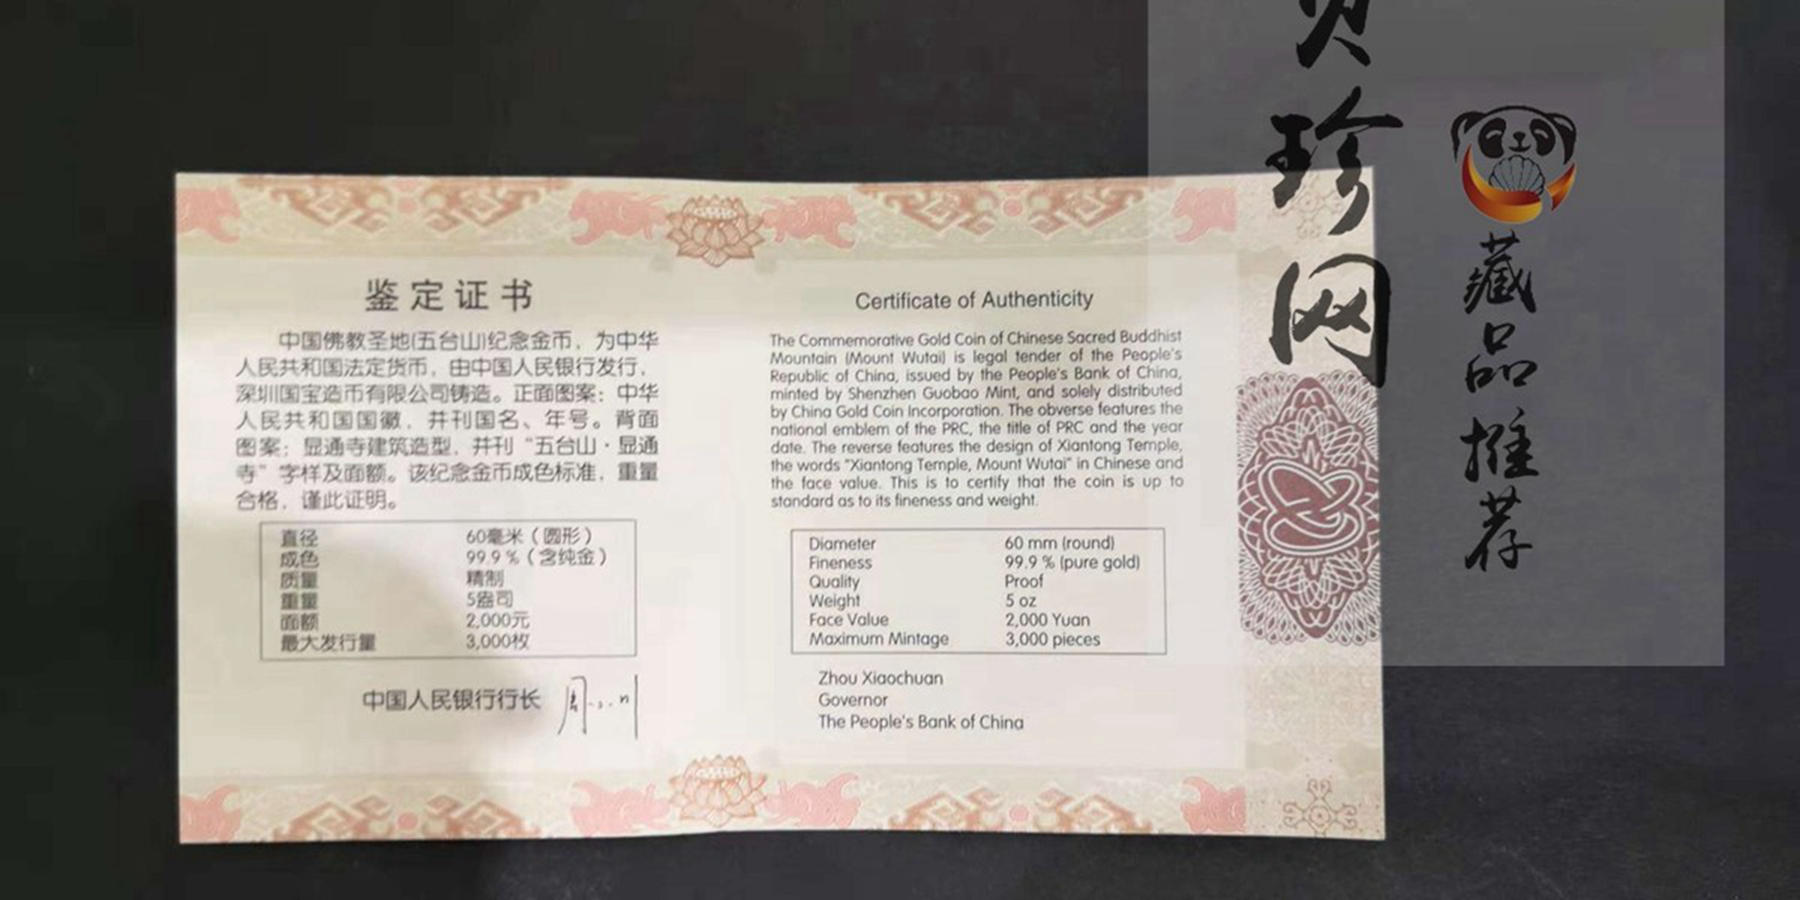 鉴定证书
中国佛教圣地(五台山)纪念金币，为中华
人民共和国法定货币，由中国人民银行发行，
深圳国宝造币有限公司铸造。正面图案：中华
人民共和国国徽，并刊国名、年号。背面
图案：显通寺建筑造型，并刊“五台山·显通
寺”字样及面额。该纪念金币成色标准，重量
合格，谨此证明。
直径 60毫米（圆形）
成色 99.9％（含纯金）
质量 精制
重量 5盎司
面额 2,000元
最大发行量 3,000枚
中国人民银行行长
Certificate of Authenticity
The Commemorative Gold Coin of Chinese Sacred Buddhist
Mountain (Mount Wutai) is legal tender of the People's
Republic of China, issued by the People's Bank of China,
minted by Shenzhen Guobao Mint, and solely distributed
by China Gold Coin Incorporation. The obverse features the
national emblem of the PRC, the title of PRC and the year
date. The reverse features the design of Xiantong Temple,
the words "Xiantong Temple, Mount Wutai" in Chinese and
the face value. This is to certify that the coin is up to
standard as to its fineness and weight.
Diameter 60 mm (round)
Fineness 99.9 % (pure gold)
Quality Proof
Weight 5 oz
Face Value 2,000 Yuan
Maximum Mintage 3,000 pieces
Zhou Xiaochuan
Governor
The People's Bank of China
贝珍网
藏品推荐